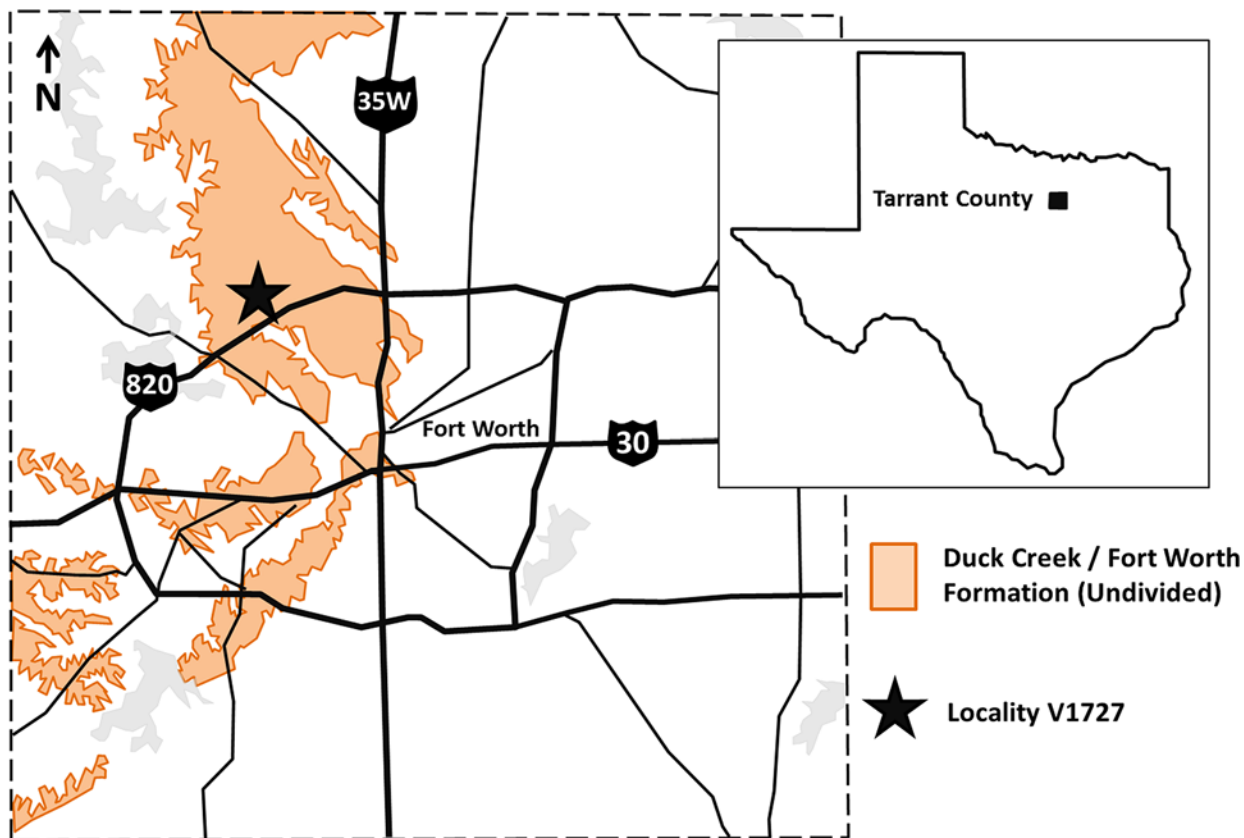 N
35W
Tarrant County
820
Fort Worth
30
Duck Creek / Fort Worth
Formation (Undivided)
Locality V1727